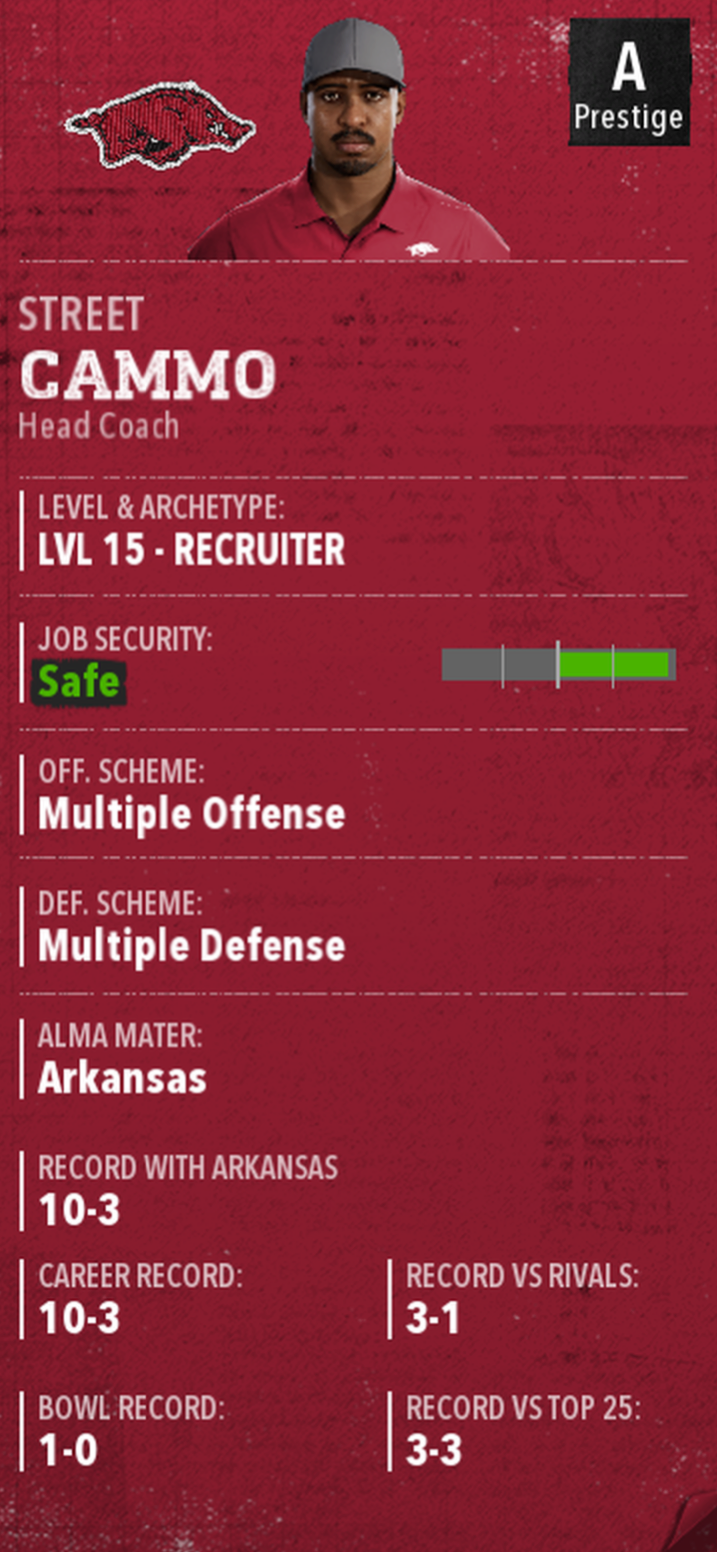 A
Prestige
STREET
CAMMO
Head Coach
LEVEL & ARCHETYPE:
LVL 15 - RECRUITER
JOB SECURITY:
Safe
OFF. SCHEME:
Multiple Offense
DEF. SCHEME:
Multiple Defense
ALMA MATER:
Arkansas
RECORD WITH ARKANSAS
10-3
CAREER RECORD:
10-3
RECORD VS RIVALS:
3-1
BOWL RECORD:
1-0
RECORD VS TOP 25:
3-3